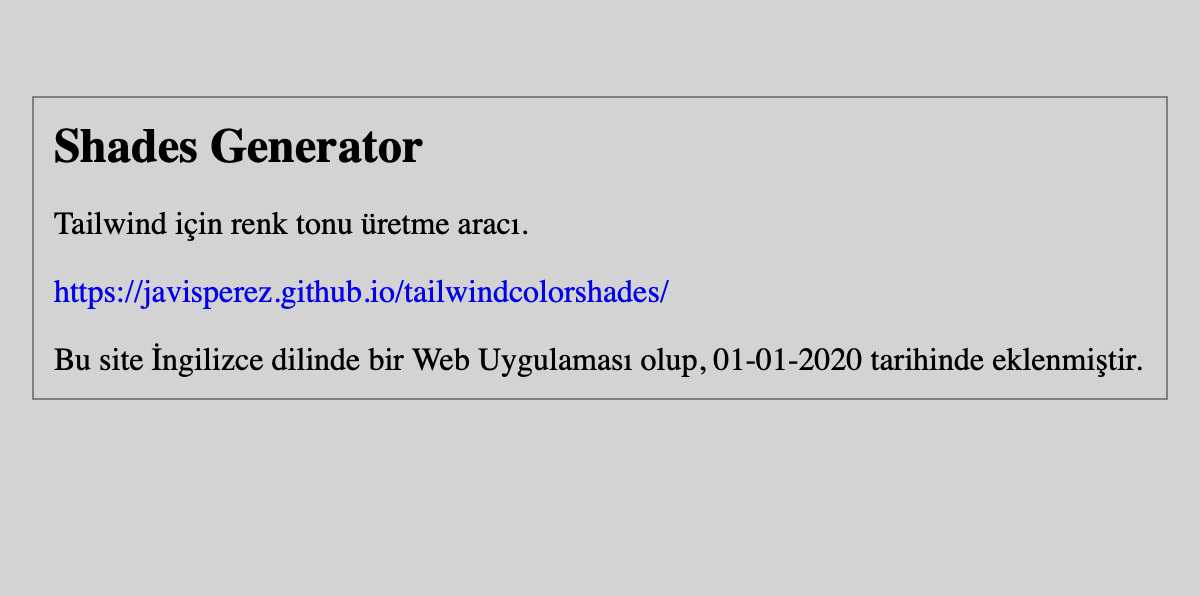 Shades Generator
Tailwind için renk tonu üretme aracı.
https://javisperez.github.io/tailwindcolorshades/
Bu site İngilizce dilinde bir Web Uygulaması olup, 01-01-2020 tarihinde eklenmiştir.